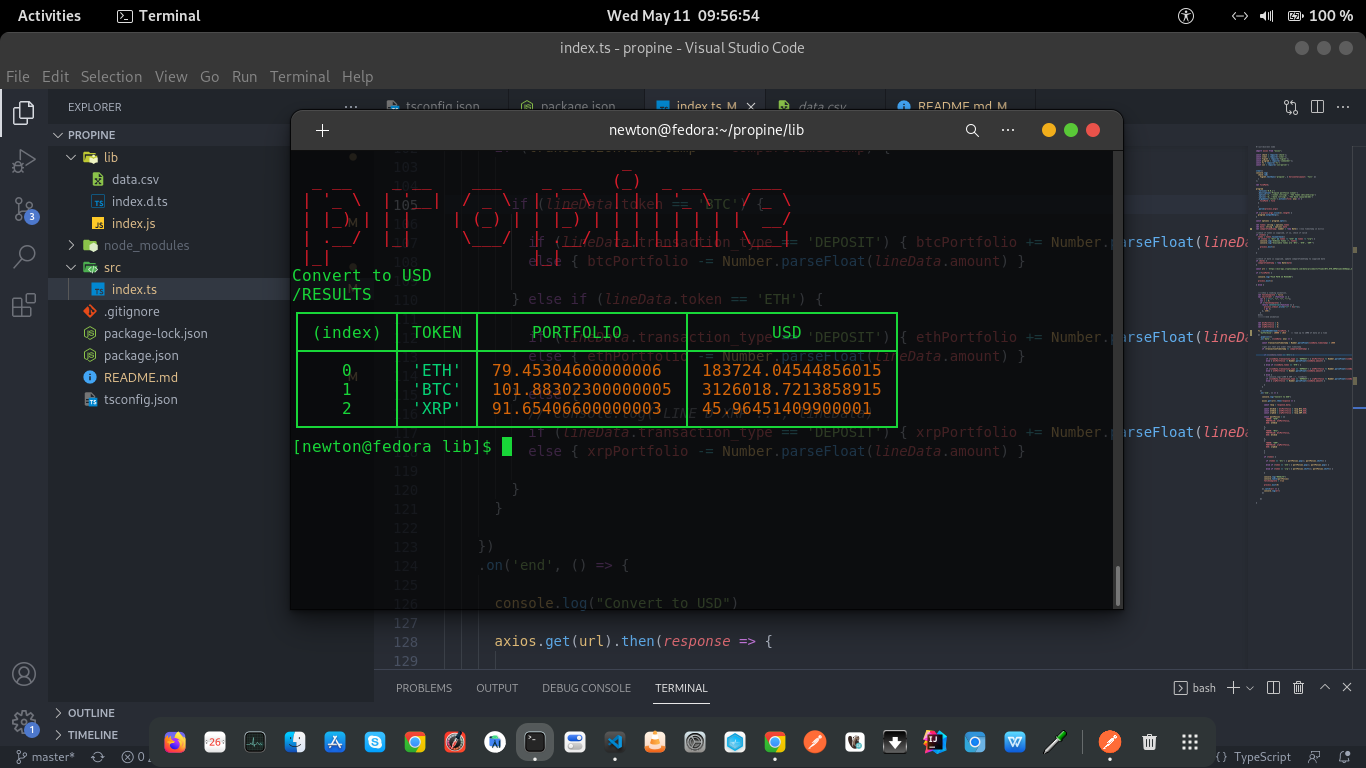 Activities
Terminal
Wed May 11 09:56:54
100 %
index.ts - propine - Visual Studio Code
File Edit Selection View Go Run Terminal Help
EXPLORER
tsconfig.json
package.json
index.ts M
data.csv
README.md M
PROPINE
lib
data.csv
index.d.ts
index.js
node_modules
src
index.ts
.gitignore
package-lock.json
package.json
README.md
tsconfig.json
OUTLINE
TIMELINE
3
1
newton@fedora:~/propine/lib
propine
Convert to USD
/RESULTS
(index) TOKEN PORTFOLIO USD
0 'ETH' 79.45304600000006 183724.04544856015
1 'BTC' 101.88302300000005 3126018.7213858915
2 'XRP' 91.65406600000003 45.96451409900001
[newton@fedora lib]$
103
105 if (lineData.token == 'BTC') {
if (lineData.transaction_type == 'DEPOSIT') { btcPortfolio += Number.parseFloat(lineDa
else { btcPortfolio -= Number.parseFloat(lineData.amount) }
110 } else if (lineData.token == 'ETH') {
if (lineData.transaction_type == 'DEPOSIT') { ethPortfolio += Number.parseFloat(lineDa
else { ethPortfolio -= Number.parseFloat(lineData.amount) }
if (lineData.transaction_type == 'DEPOSIT') { xrpPortfolio += Number.parseFloat(lineDa
else { xrpPortfolio -= Number.parseFloat(lineData.amount) }
119
120 }
121 }
122
123 })
124 .on('end', () => {
125
126 console.log("Convert to USD")
127
128 axios.get(url).then(response => {
129
PROBLEMS OUTPUT DEBUG CONSOLE TERMINAL
bash
master*
0
26
TypeScript